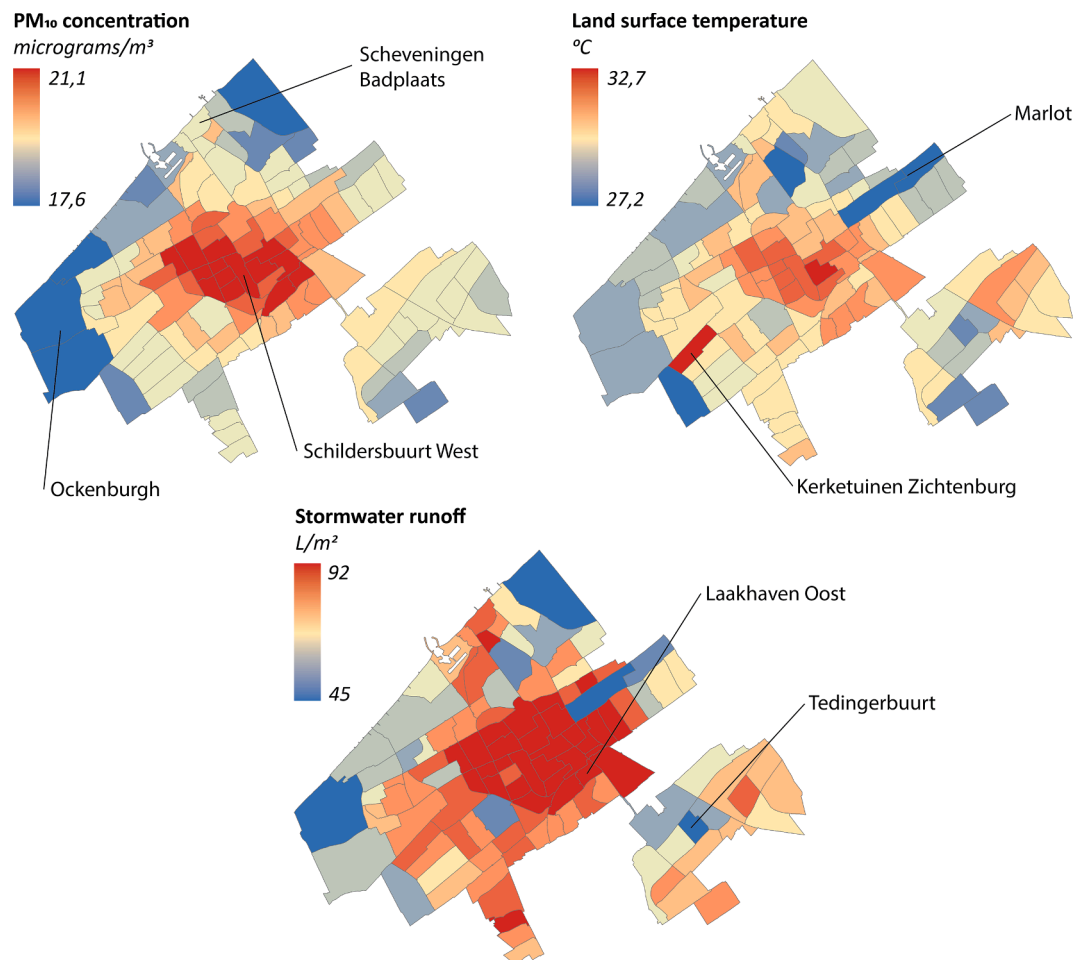 PM₁₀ concentration
micrograms/m³
21,1
17,6
Scheveningen
Badplaats
Schildersbuurt West
Ockenburgh
Land surface temperature
ºC
32,7
27,2
Marlot
Kerketuinen Zichtenburg
Stormwater runoff
L/m²
92
45
Laakhaven Oost
Tedingerbuurt